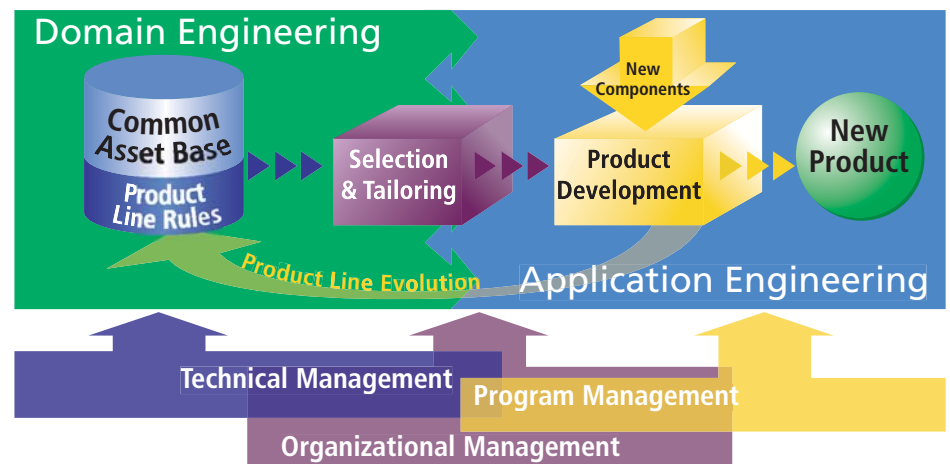 Domain Engineering
Common
Asset Base
Product
Line Rules
Selection
& Tailoring
New
Components
Product
Development
New
Product
Product Line Evolution
Application Engineering
Technical Management
Program Management
Organizational Management